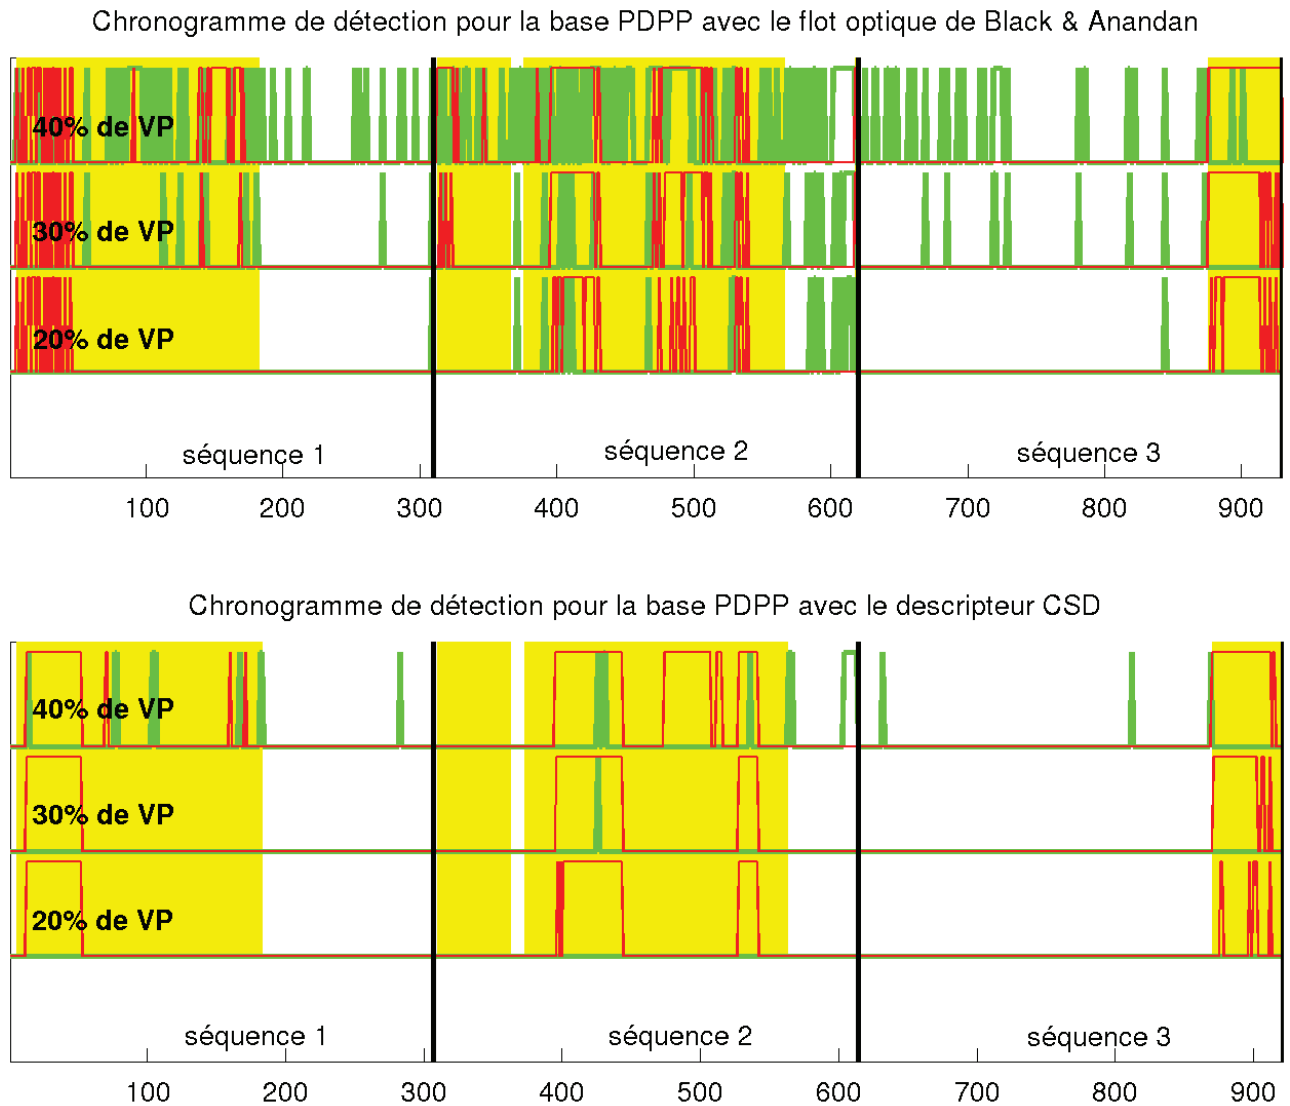 Chronogramme de détection pour la base PDPP avec le flot optique de Black & Anandan
40% de VP
30% de VP
20% de VP
séquence 1 séquence 2 séquence 3
100 200 300 400 500 600 700 800 900
Chronogramme de détection pour la base PDPP avec le descripteur CSD
40% de VP
30% de VP
20% de VP
séquence 1 séquence 2 séquence 3
100 200 300 400 500 600 700 800 900